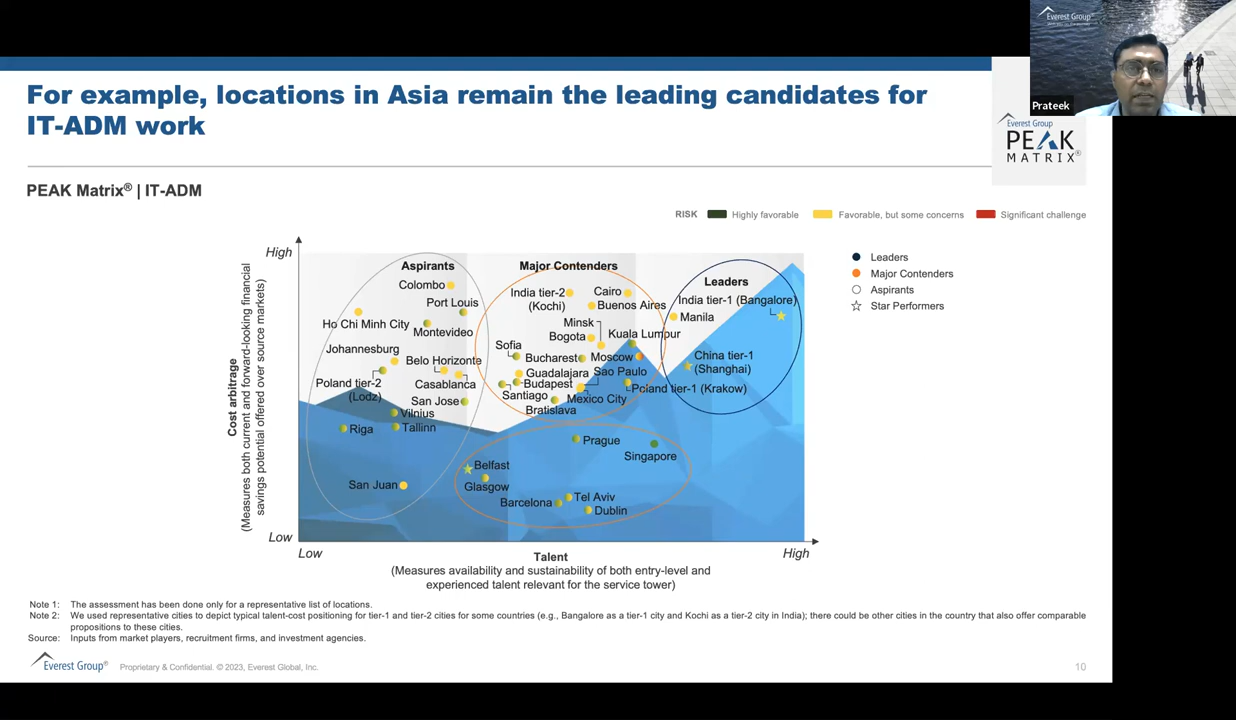 Everest Group
Prateek
For example, locations in Asia remain the leading candidates for
IT-ADM work
Everest Group
PEAK
MATRIX®
PEAK Matrix® | IT-ADM
RISK Highly favorable Favorable, but some concerns Significant challenge
Leaders
Major Contenders
Aspirants
Star Performers
High
Cost arbitrage
(Measures both current and forward-looking financial
savings potential offered over source markets)
Low
Aspirants
Colombo
Port Louis
Ho Chi Minh City
Montevideo
Johannesburg
Belo Horizonte
Poland tier-2
(Lodz)
Casablanca
San Jose
Vilnius
Riga
Tallinn
San Juan
Major Contenders
India tier-2
(Kochi)
Cairo
Buenos Aires
Minsk
Bogota
Kuala Lumpur
Sofia
Bucharest
Moscow
Guadalajara
Sao Paulo
Budapest
Poland tier-1 (Krakow)
Santiago
Mexico City
Bratislava
Prague
Singapore
Belfast
Glasgow
Barcelona
Tel Aviv
Dublin
Leaders
India tier-1 (Bangalore)
Manila
China tier-1
(Shanghai)
Low
High
Talent
(Measures availability and sustainability of both entry-level and
experienced talent relevant for the service tower)
Note 1: The assessment has been done only for a representative list of locations.
Note 2: We used representative cities to depict typical talent-cost positioning for tier-1 and tier-2 cities for some countries (e.g., Bangalore as a tier-1 city and Kochi as a tier-2 city in India); there could be other cities in the country that also offer comparable
propositions to these cities.
Source: Inputs from market players, recruitment firms, and investment agencies.
Everest Group® Proprietary & Confidential. © 2023, Everest Global, Inc.
10